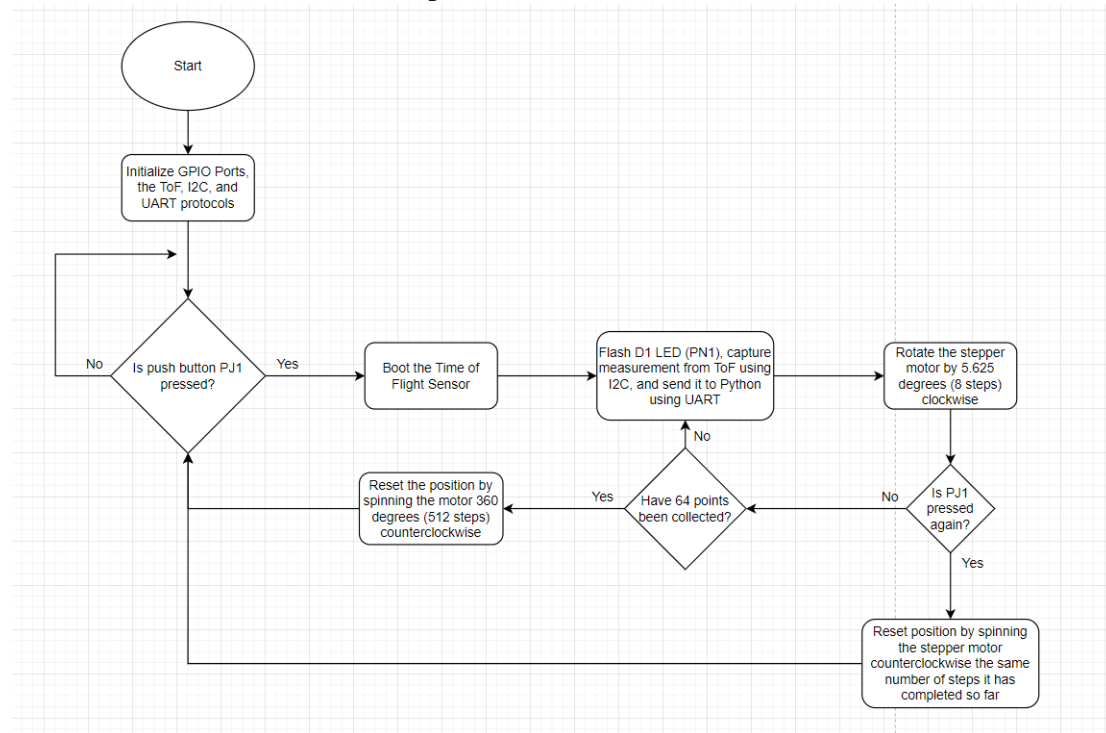 Start
Initialize GPIO Ports,
the ToF, I2C, and
UART protocols
No
Is push button PJ1
pressed?
Yes
Boot the Time of
Flight Sensor
Flash D1 LED (PN1), capture
measurement from ToF using
I2C, and send it to Python
using UART
Rotate the stepper
motor by 5.625
degrees (8 steps)
clockwise
No
Reset the position by
spinning the motor 360
degrees (512 steps)
counterclockwise
Yes
Have 64 points
been collected?
No
Is PJ1
pressed
again?
Yes
Reset position by spinning
the stepper motor
counterclockwise the same
number of steps it has
completed so far